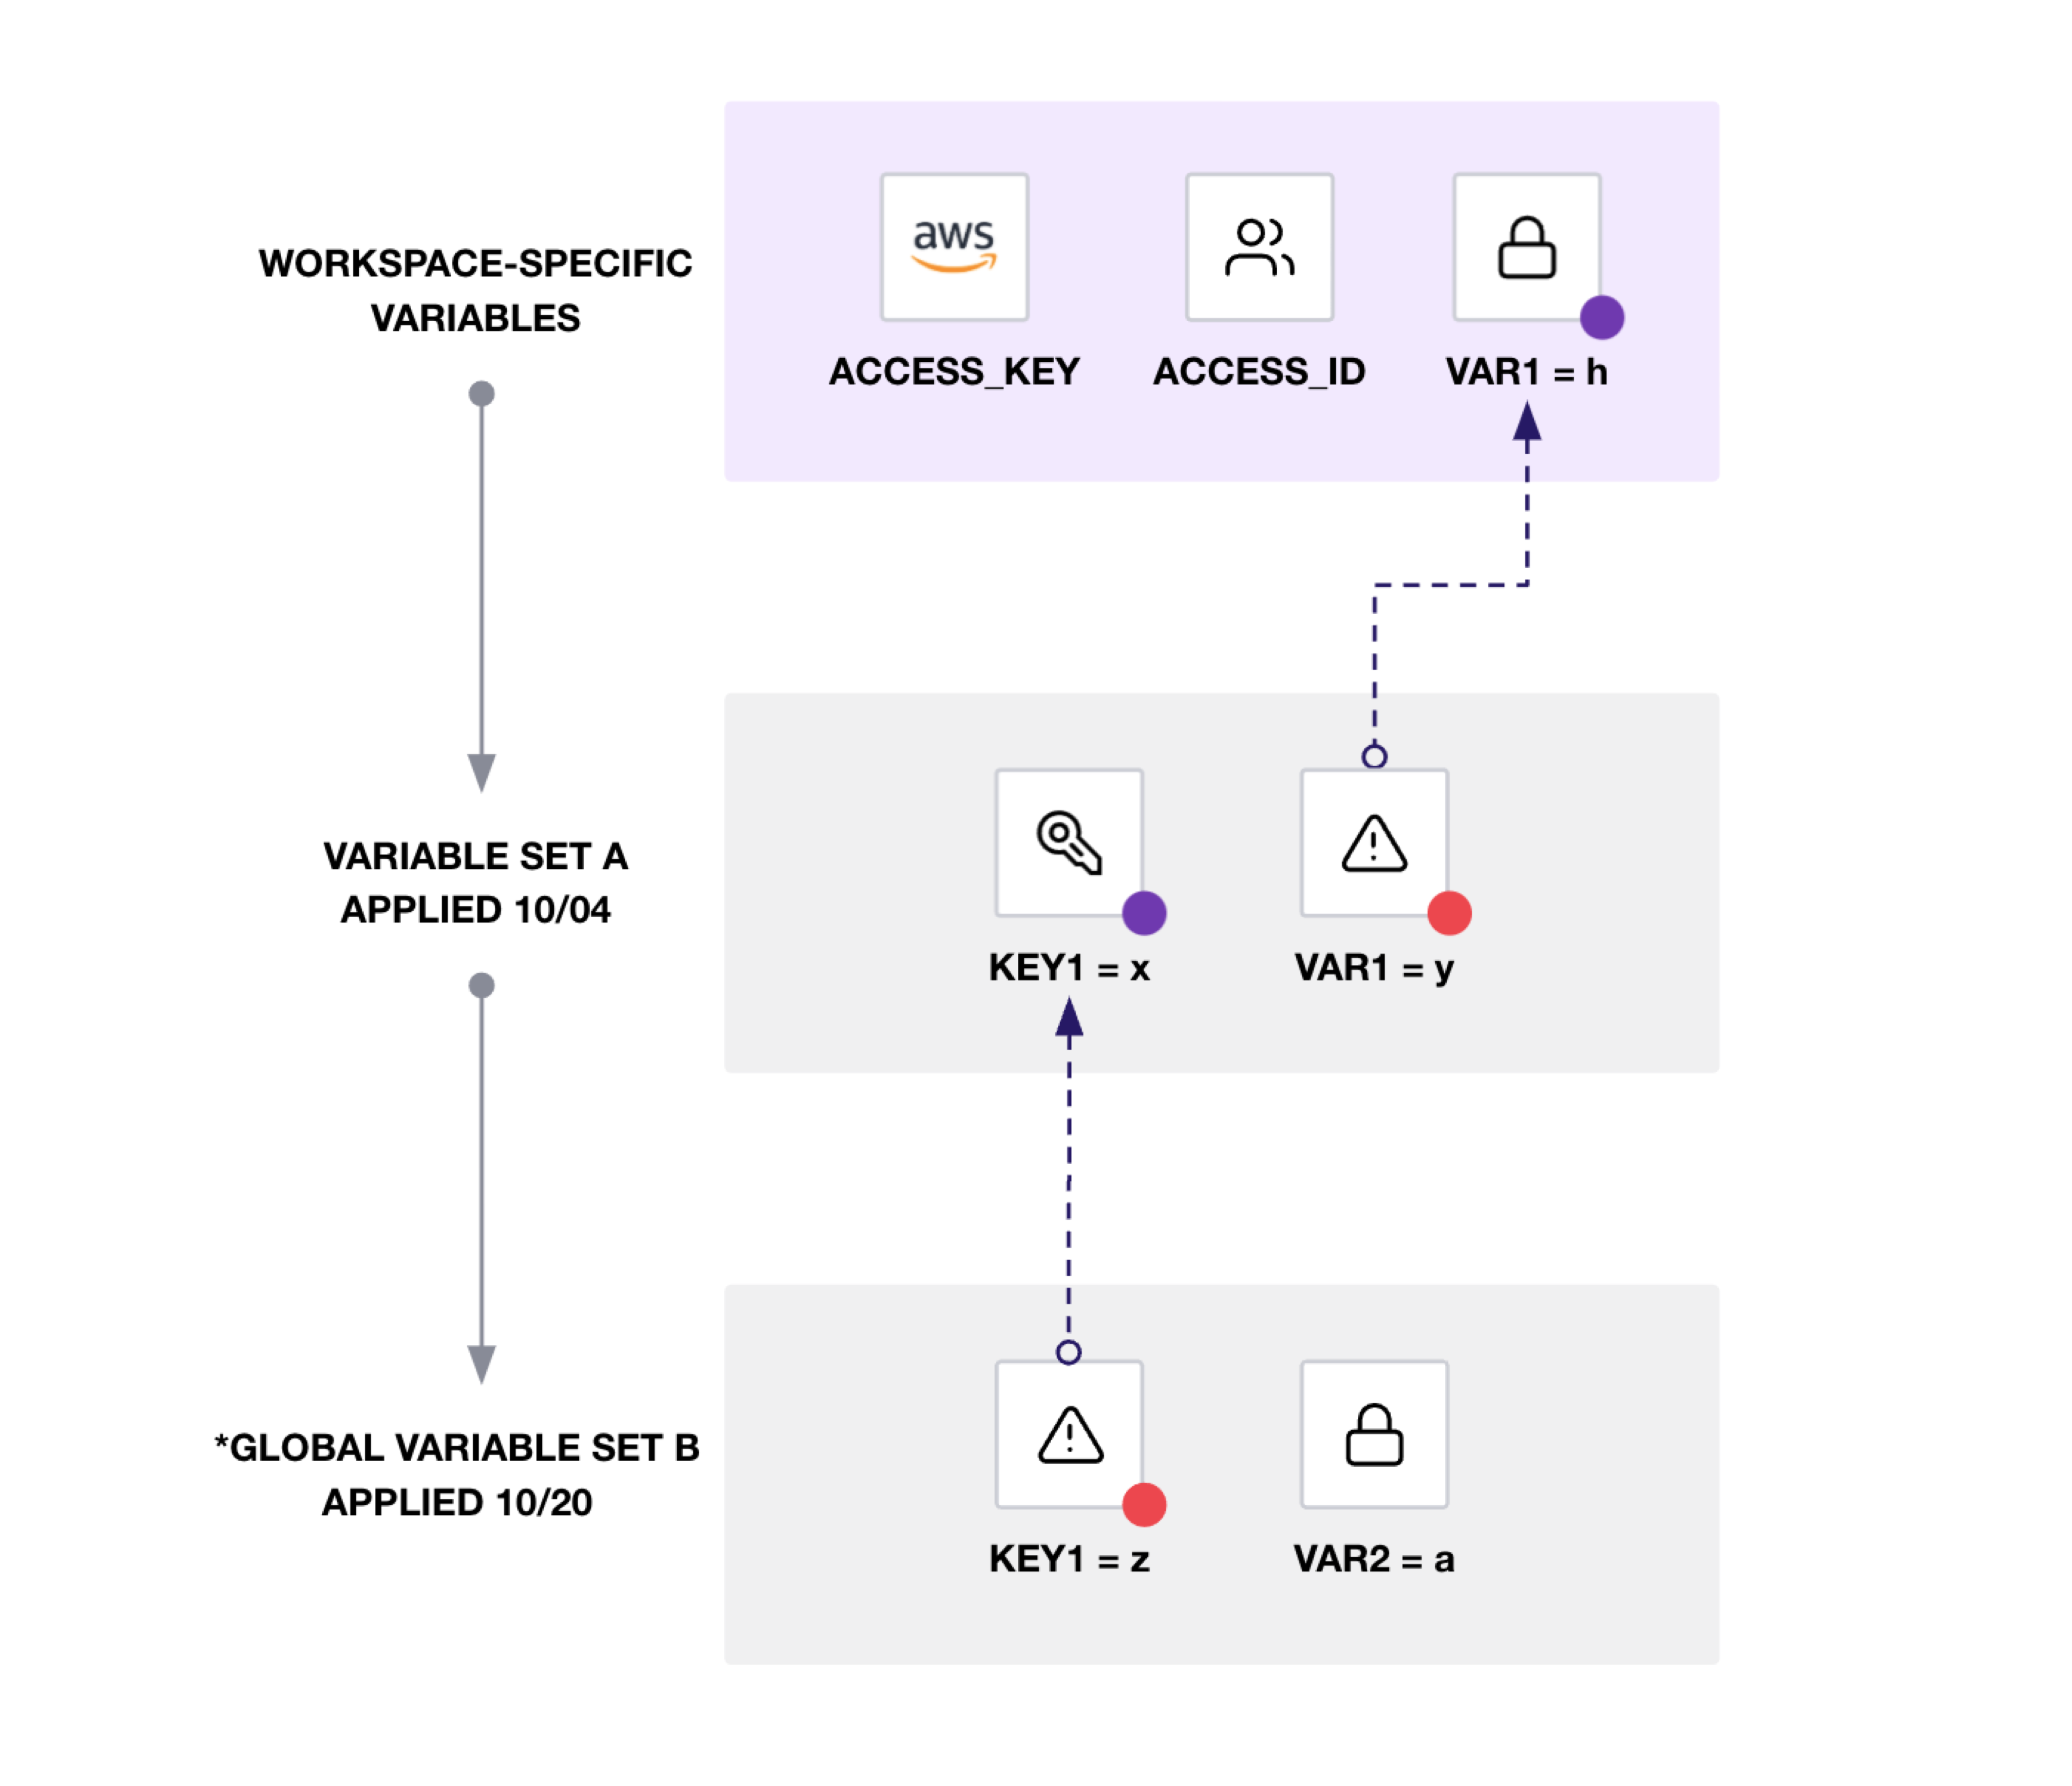 WORKSPACE-SPECIFIC
VARIABLES
aws
ACCESS_KEY
ACCESS_ID
VAR1 = h
VARIABLE SET A
APPLIED 10/04
KEY1 = x
VAR1 = y
*GLOBAL VARIABLE SET B
APPLIED 10/20
KEY1 = z
VAR2 = a